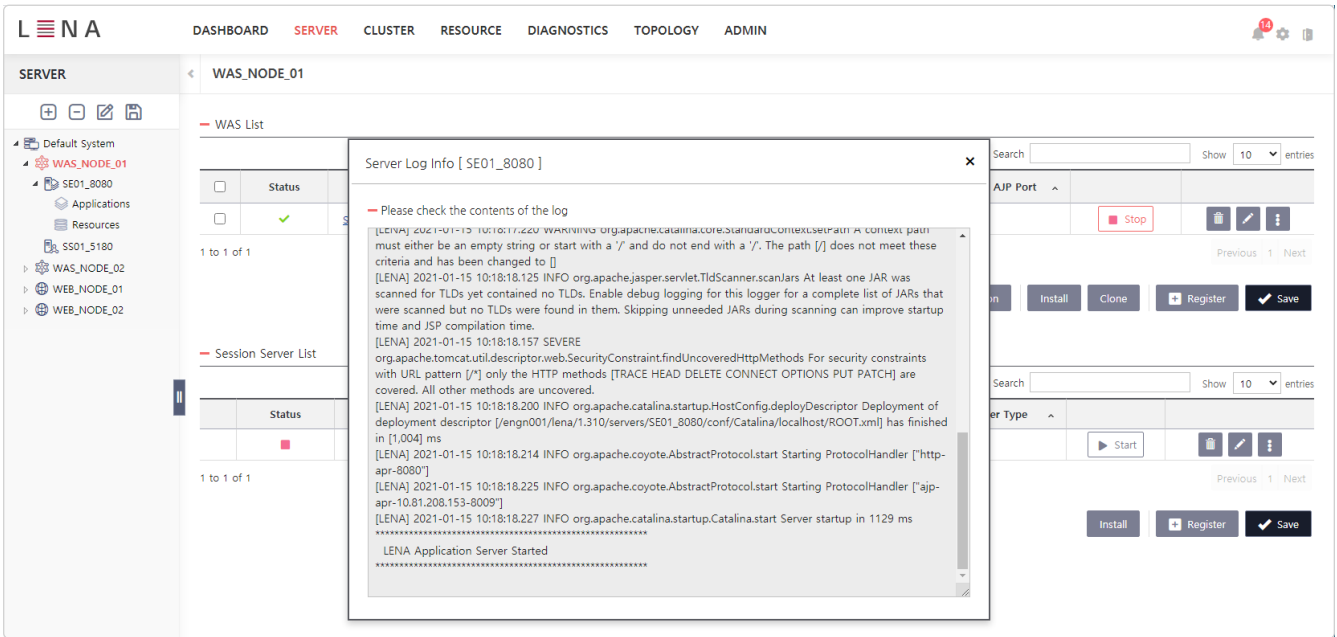 LENA
DASHBOARD SERVER CLUSTER RESOURCE DIAGNOSTICS TOPOLOGY ADMIN
14
SERVER
WAS_NODE_01
Default System
WAS_NODE_01
SE01_8080
Applications
Resources
SS01_5180
WAS_NODE_02
WEB_NODE_01
WEB_NODE_02
WAS List
Search
Show 10 entries
Status
AJP Port
S
Stop
1 to 1 of 1
Previous 1 Next
on Install Clone Register Save
Session Server List
Search
Show 10 entries
Status
er Type
Start
1 to 1 of 1
Previous 1 Next
Install Register Save
Server Log Info [ SE01_8080 ]
Please check the contents of the log
[LENA] 2021-01-15 10:18:17.220 WARNING org.apache.catalina.core.StandardContext.setPath A context path
must either be an empty string or start with a '/' and do not end with a '/'. The path [/] does not meet these
criteria and has been changed to []
[LENA] 2021-01-15 10:18:18.125 INFO org.apache.jasper.servlet.TldScanner.scanJars At least one JAR was
scanned for TLDs yet contained no TLDs. Enable debug logging for this logger for a complete list of JARs that
were scanned but no TLDs were found in them. Skipping unneeded JARs during scanning can improve startup
time and JSP compilation time.
[LENA] 2021-01-15 10:18:18.157 SEVERE
org.apache.tomcat.util.descriptor.web.SecurityConstraint.findUncoveredHttpMethods For security constraints
with URL pattern [/*] only the HTTP methods [TRACE HEAD DELETE CONNECT OPTIONS PUT PATCH] are
covered. All other methods are uncovered.
[LENA] 2021-01-15 10:18:18.200 INFO org.apache.catalina.startup.HostConfig.deployDescriptor Deployment of
deployment descriptor [/engn001/lena/1.310/servers/SE01_8080/conf/Catalina/localhost/ROOT.xml] has finished
in [1,004] ms
[LENA] 2021-01-15 10:18:18.214 INFO org.apache.coyote.AbstractProtocol.start Starting ProtocolHandler ["http-
apr-8080"]
[LENA] 2021-01-15 10:18:18.225 INFO org.apache.coyote.AbstractProtocol.start Starting ProtocolHandler ["ajp-
apr-10.81.208.153-8009"]
[LENA] 2021-01-15 10:18:18.227 INFO org.apache.catalina.startup.Catalina.start Server startup in 1129 ms
*********************************************************
LENA Application Server Started
*********************************************************